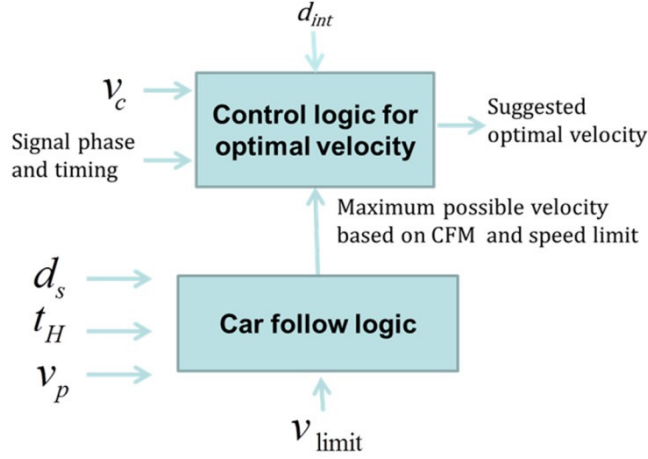 d_int
v_c
Control logic for
optimal velocity
Suggested
optimal velocity
Signal phase
and timing
Maximum possible velocity
based on CFM and speed limit
d_s
t_H
v_p
Car follow logic
v_limit